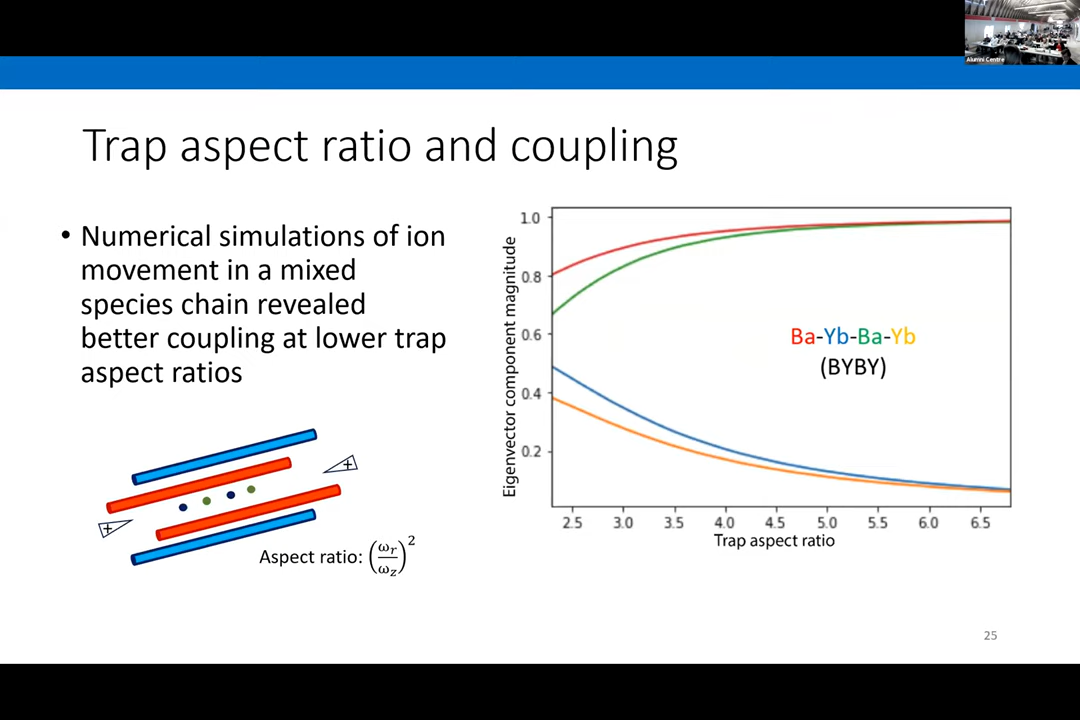 Alumni Centre
Trap aspect ratio and coupling
• Numerical simulations of ion
movement in a mixed
species chain revealed
better coupling at lower trap
aspect ratios
+
+
Aspect ratio: (ωr/ωz)²
Eigenvector component magnitude
1.0
0.8
0.6
0.4
0.2
Ba-Yb-Ba-Yb
(BYBY)
2.5 3.0 3.5 4.0 4.5 5.0 5.5 6.0 6.5
Trap aspect ratio
25